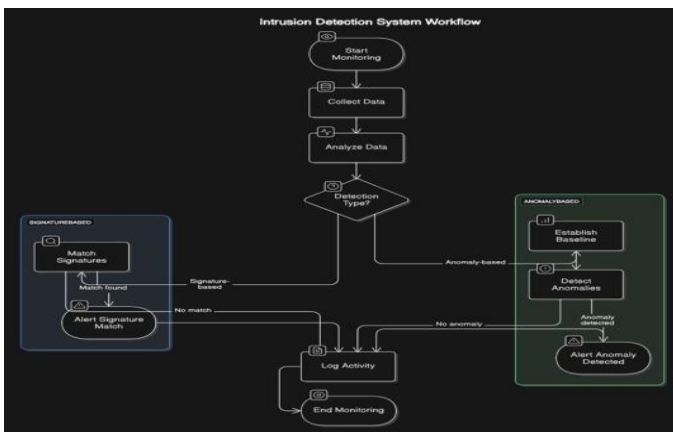 Intrusion Detection System Workflow
Start
Monitoring
Collect Data
Analyze Data
Detection
Type?
SIGNATUREBASED
Match
Signatures
Match found
Alert Signature
Match
Signature-
based
No match
ANOMALYBASED
Establish
Baseline
Anomaly-based
Detect
Anomalies
No anomaly
Anomaly
detected
Alert Anomaly
Detected
Log Activity
End Monitoring